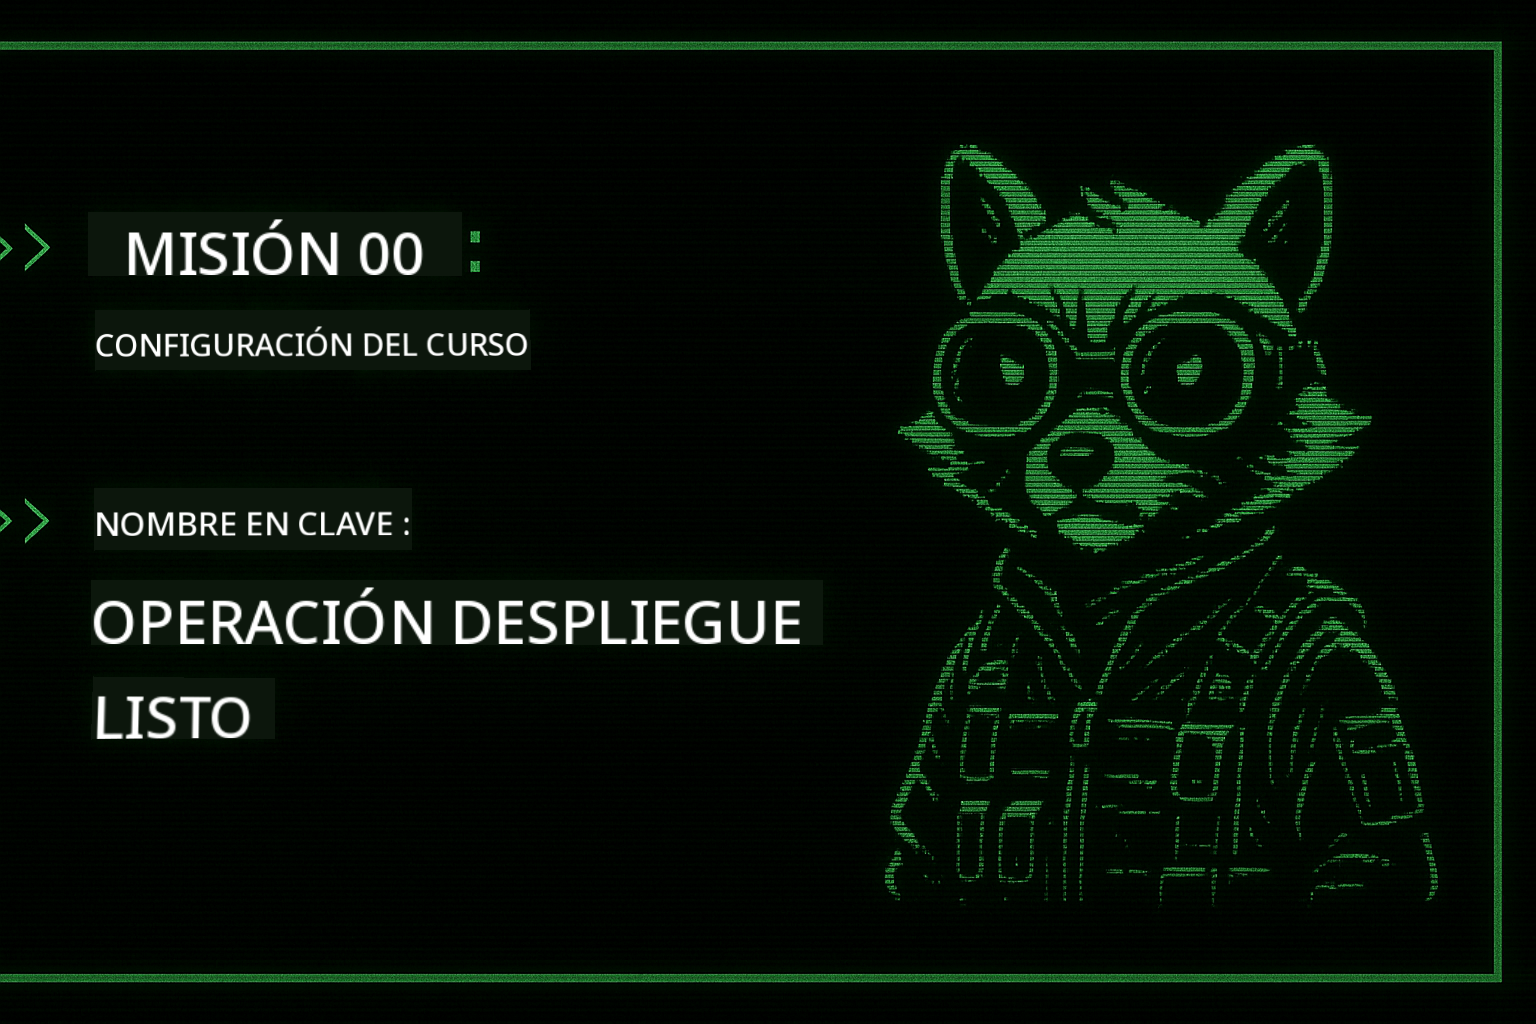 >> MISIÓN 00 :
CONFIGURACIÓN DEL CURSO
>> NOMBRE EN CLAVE :
OPERACIÓN DESPLIEGUE
LISTO